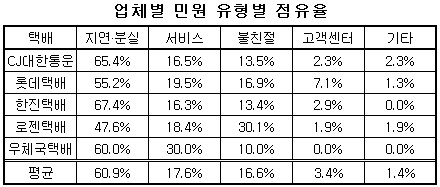 업체별 민원 유형별 점유율
택배 지연·분실 서비스 불친절 고객센터 기타
CJ대한통운 65.4% 16.5% 13.5% 2.3% 2.3%
롯데택배 55.2% 19.5% 16.9% 7.1% 1.3%
한진택배 67.4% 16.3% 13.4% 2.9% 0.0%
로젠택배 47.6% 18.4% 30.1% 1.9% 1.9%
우체국택배 60.0% 30.0% 10.0% 0.0% 0.0%
평균 60.9% 17.6% 16.6% 3.4% 1.4%